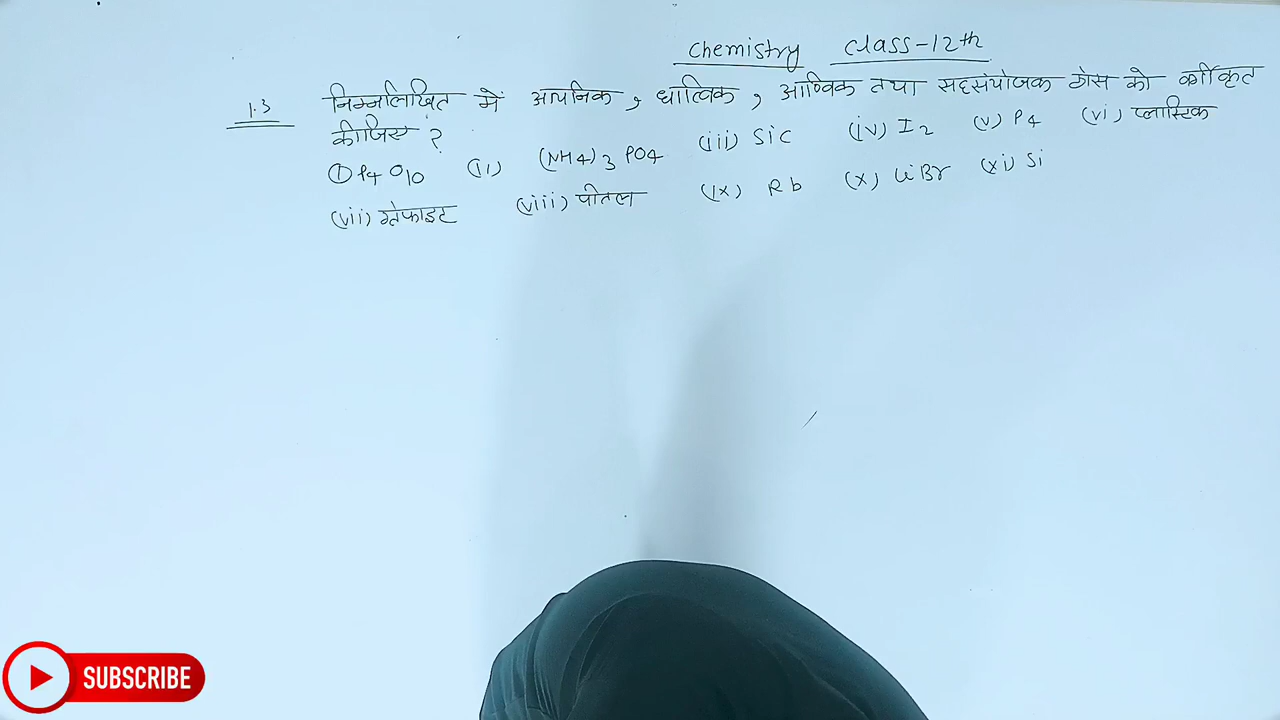 Chemistry Class-12th
1.3 निम्नलिखित में आयनिक, धात्विक, आण्विक तथा सहसंयोजक ठोस को वर्गीकृत
कीजिए ?
(i) P4O10 (ii) (NH4)3PO4 (iii) SiC (iv) I2 (v) P4 (vi) प्लास्टिक
(vii) ग्रेफाइट (viii) पीतल (ix) Rb (x) LiBr (xi) Si
SUBSCRIBE